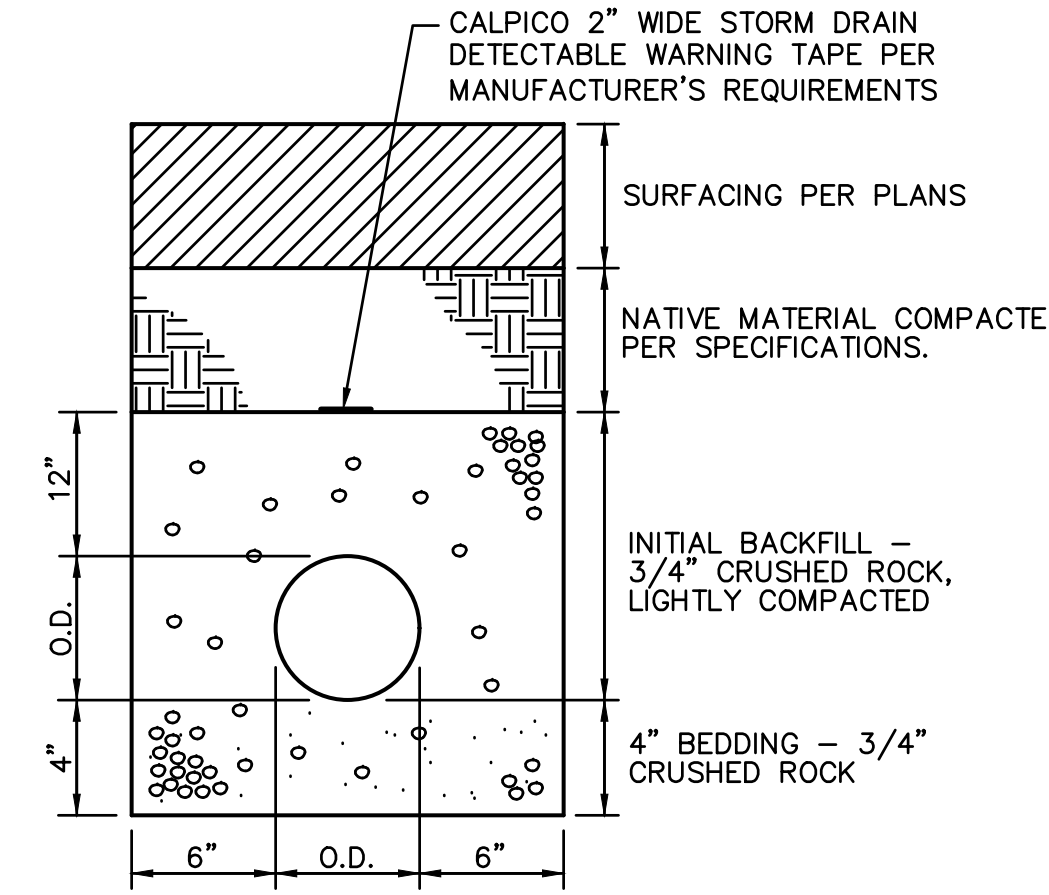 CALPICO 2" WIDE STORM DRAIN
DETECTABLE WARNING TAPE PER
MANUFACTURER'S REQUIREMENTS
SURFACING PER PLANS
NATIVE MATERIAL COMPACTE
PER SPECIFICATIONS.
12"
INITIAL BACKFILL –
3/4" CRUSHED ROCK,
LIGHTLY COMPACTED
O.D.
4"
4" BEDDING – 3/4"
CRUSHED ROCK
6"
O.D.
6"